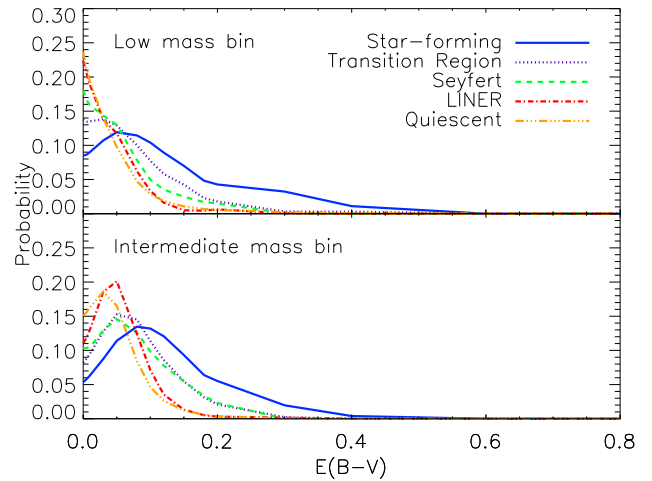 0.30
Low mass bin
Star-forming
Transition Region
Seyfert
LINER
Quiescent
0.25
0.20
0.15
0.10
0.05
0.00
Probability
Intermediate mass bin
0.25
0.20
0.15
0.10
0.05
0.00
0.0 0.2 0.4 0.6 0.8
E(B-V)